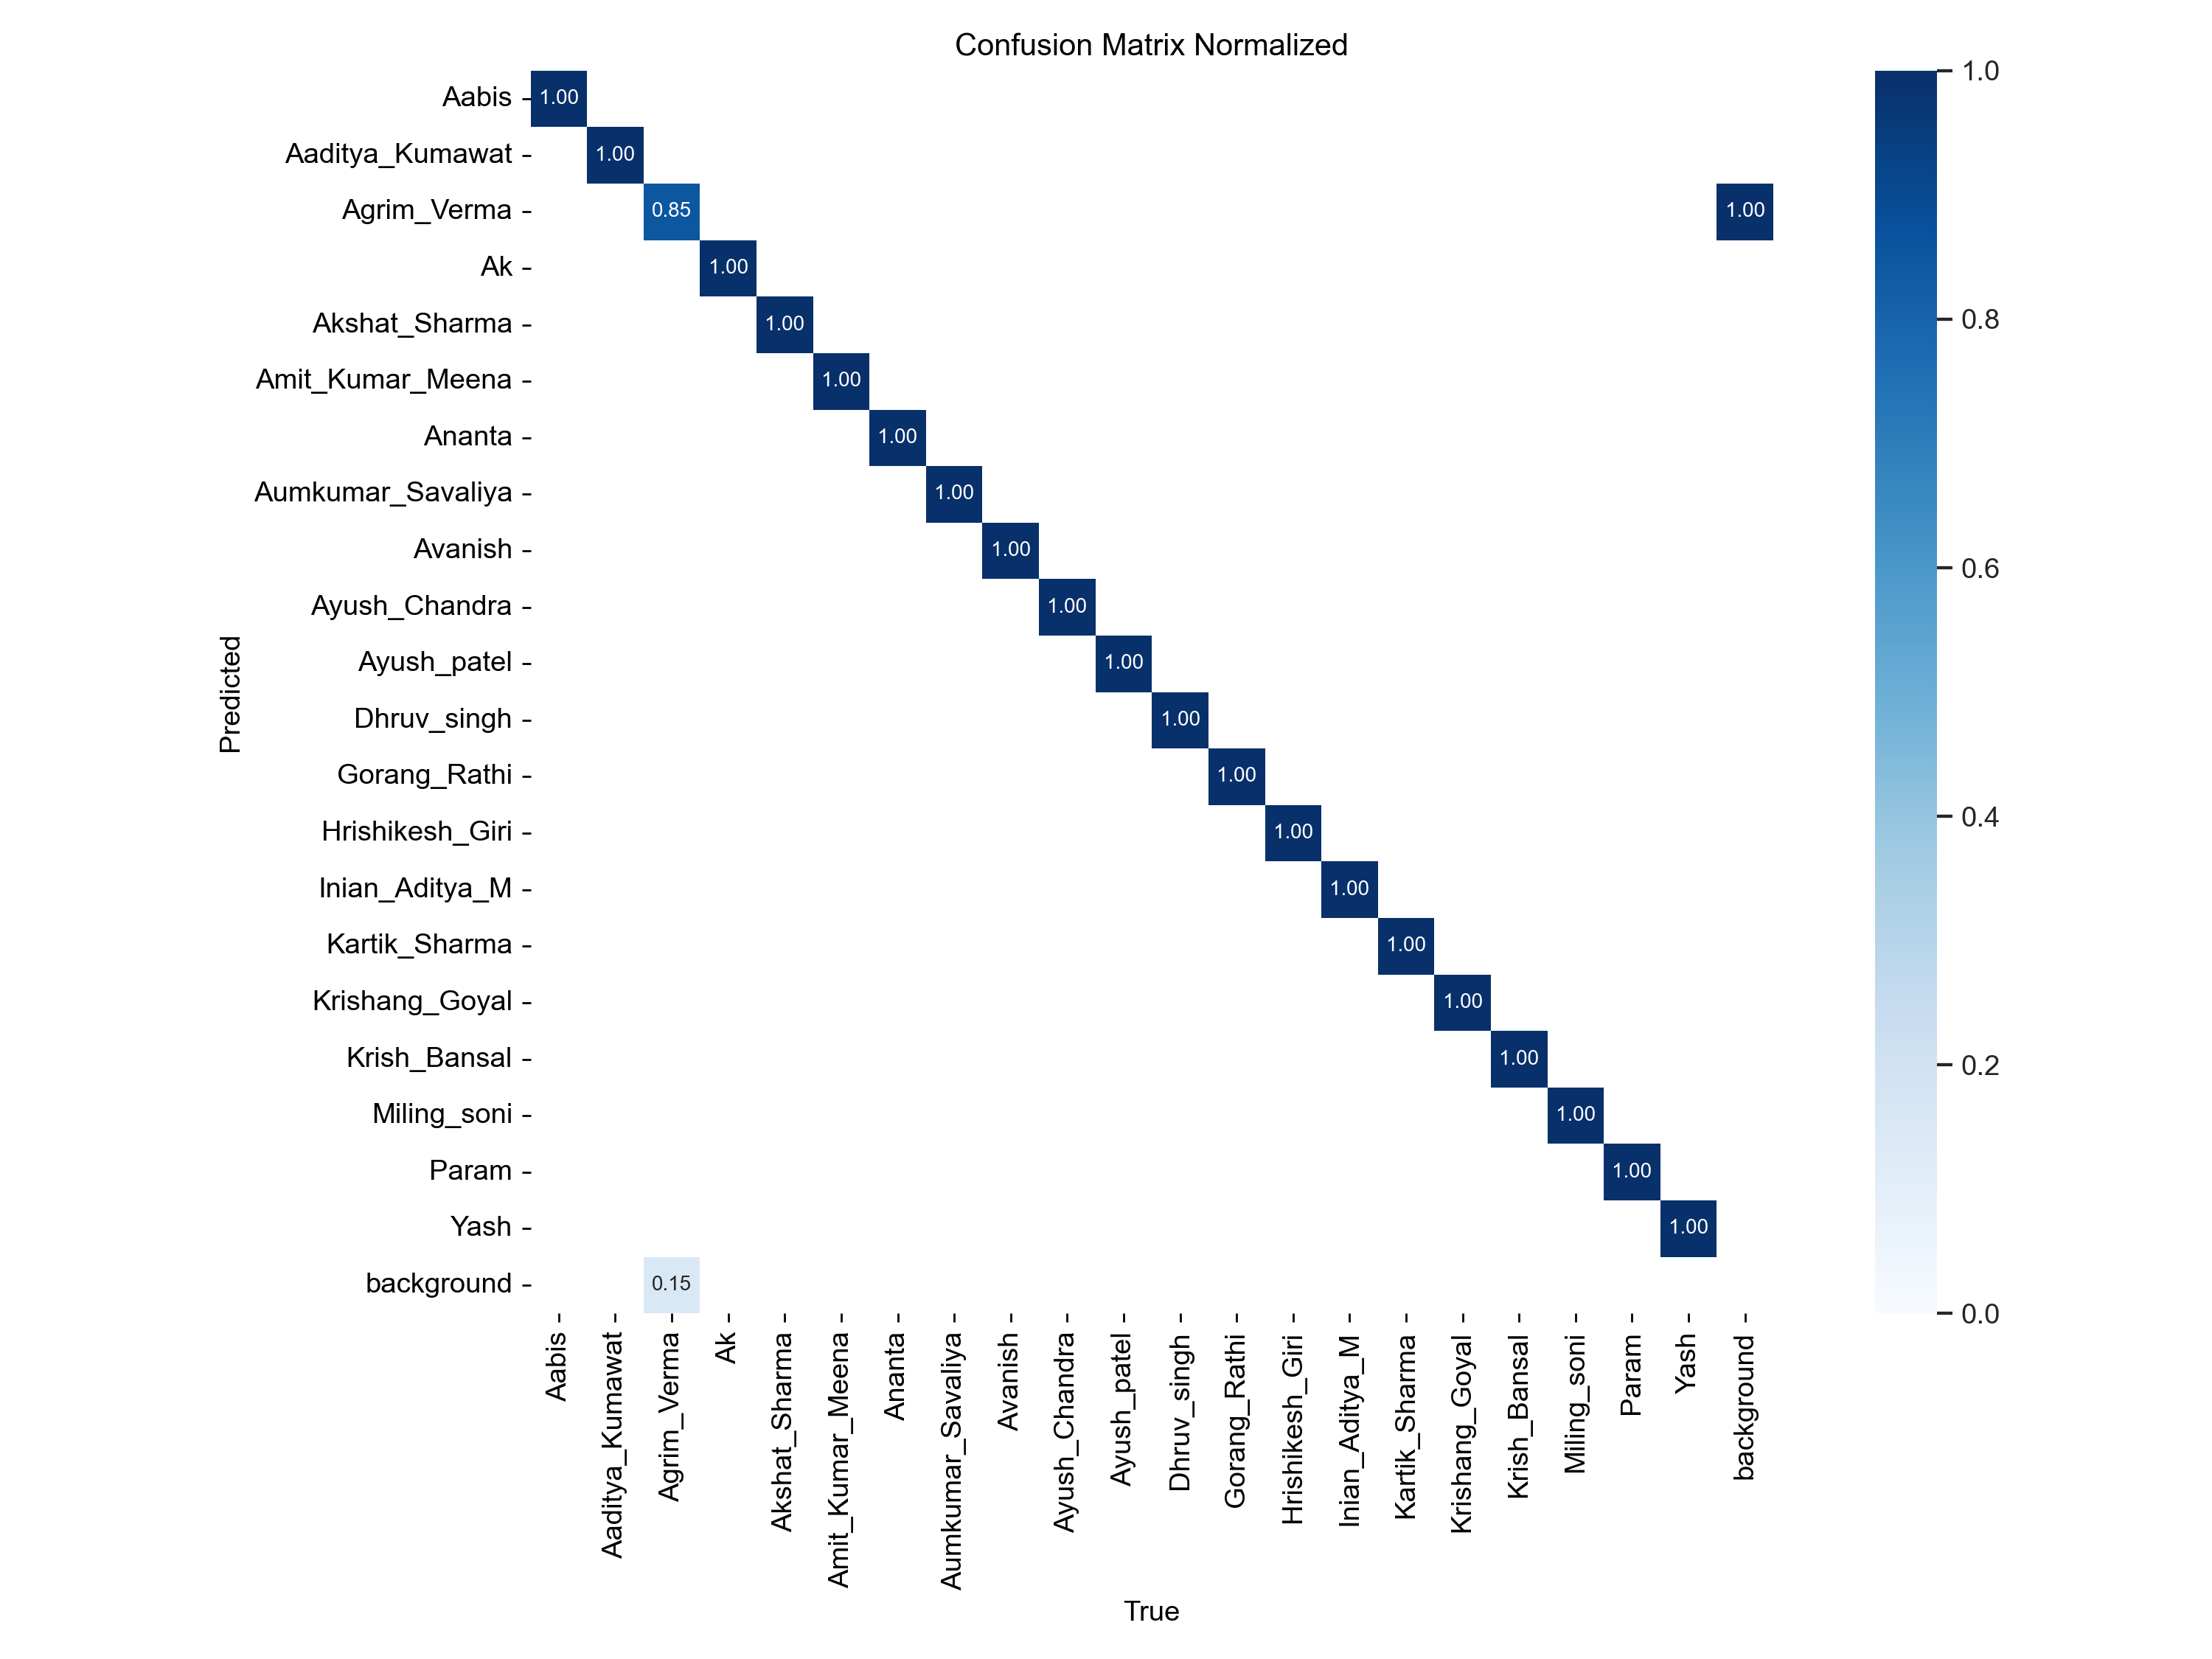 Confusion Matrix Normalized
Aabis
1.00
Aaditya_Kumawat
1.00
Agrim_Verma
0.85
1.00
Ak
1.00
Akshat_Sharma
1.00
Amit_Kumar_Meena
1.00
Ananta
1.00
Aumkumar_Savaliya
1.00
Avanish
1.00
Ayush_Chandra
1.00
Ayush_patel
1.00
Dhruv_singh
1.00
Gorang_Rathi
1.00
Hrishikesh_Giri
1.00
Inian_Aditya_M
1.00
Kartik_Sharma
1.00
Krishang_Goyal
1.00
Krish_Bansal
1.00
Miling_soni
1.00
Param
1.00
Yash
1.00
background
0.15
Predicted
Aabis
Aaditya_Kumawat
Agrim_Verma
Ak
Akshat_Sharma
Amit_Kumar_Meena
Ananta
Aumkumar_Savaliya
Avanish
Ayush_Chandra
Ayush_patel
Dhruv_singh
Gorang_Rathi
Hrishikesh_Giri
Inian_Aditya_M
Kartik_Sharma
Krishang_Goyal
Krish_Bansal
Miling_soni
Param
Yash
background
True
1.0
0.8
0.6
0.4
0.2
0.0